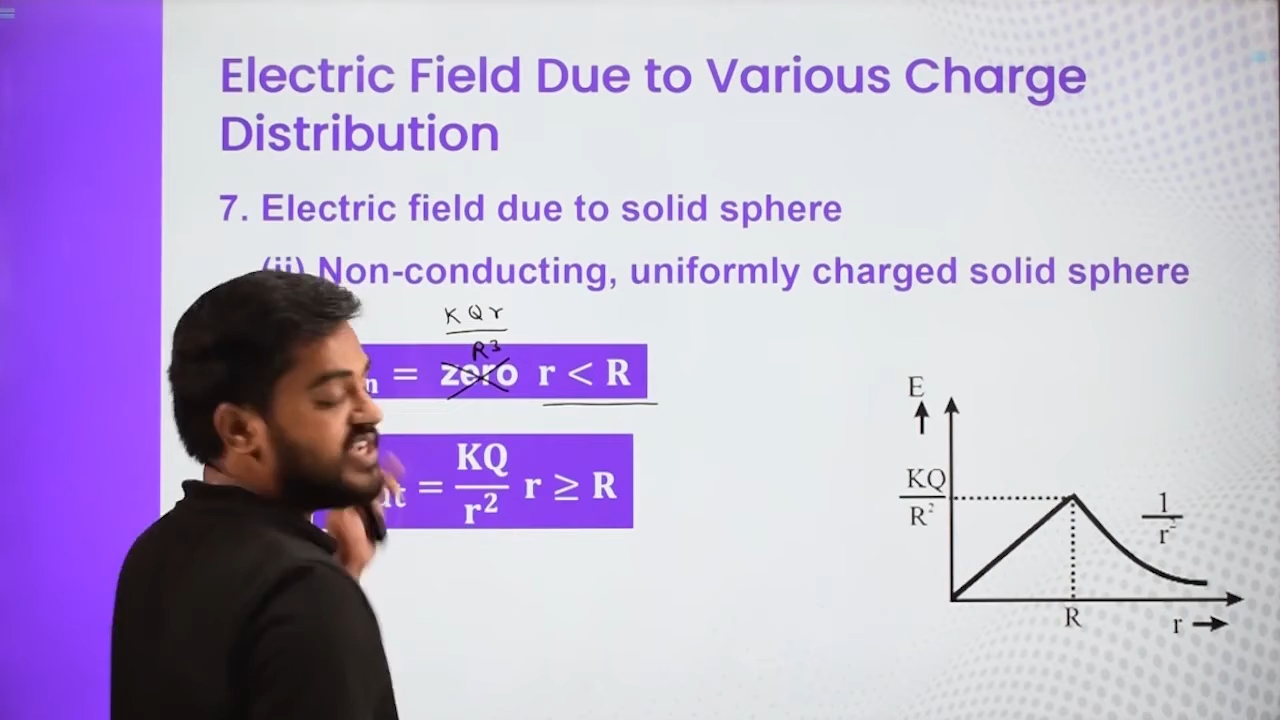 Electric Field Due to Various Charge
Distribution
7. Electric field due to solid sphere
(ii) Non-conducting, uniformly charged solid sphere
KQr
R³
n = zero r < R
= KQ/r² r ≥ R
E
KQ/R²
1/r²
R
r